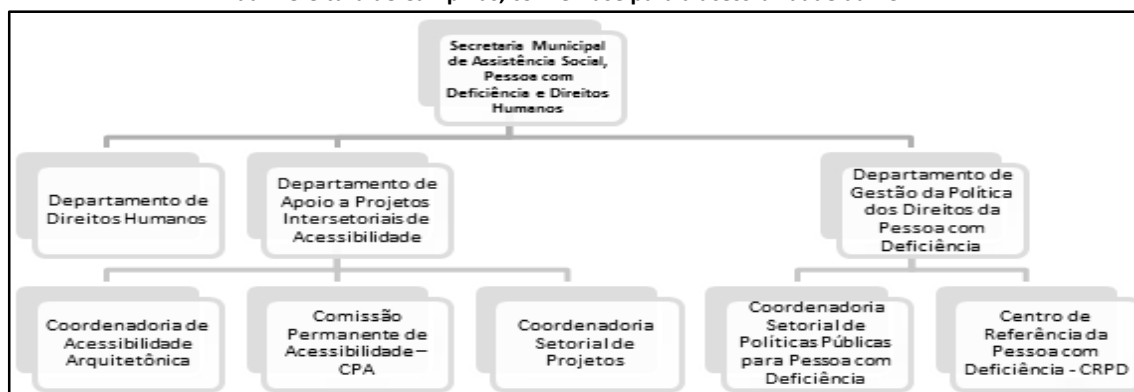 Secretaria Municipal
de Assistência Social,
Pessoa com
Deficiência e Direitos
Humanos
Departamento de
Direitos Humanos
Departamento de
Apoio a Projetos
Intersetoriais de
Acessibilidade
Departamento de
Gestão da Política
dos Direitos da
Pessoa com
Deficiência
Coordenadoria de
Acessibilidade
Arquitetônica
Comissão
Permanente de
Acessibilidade –
CPA
Coordenadoria
Setorial de Projetos
Coordenadoria
Setorial de
Políticas Públicas
para Pessoa com
Deficiência
Centro de
Referência da
Pessoa com
Deficiência - CRPD